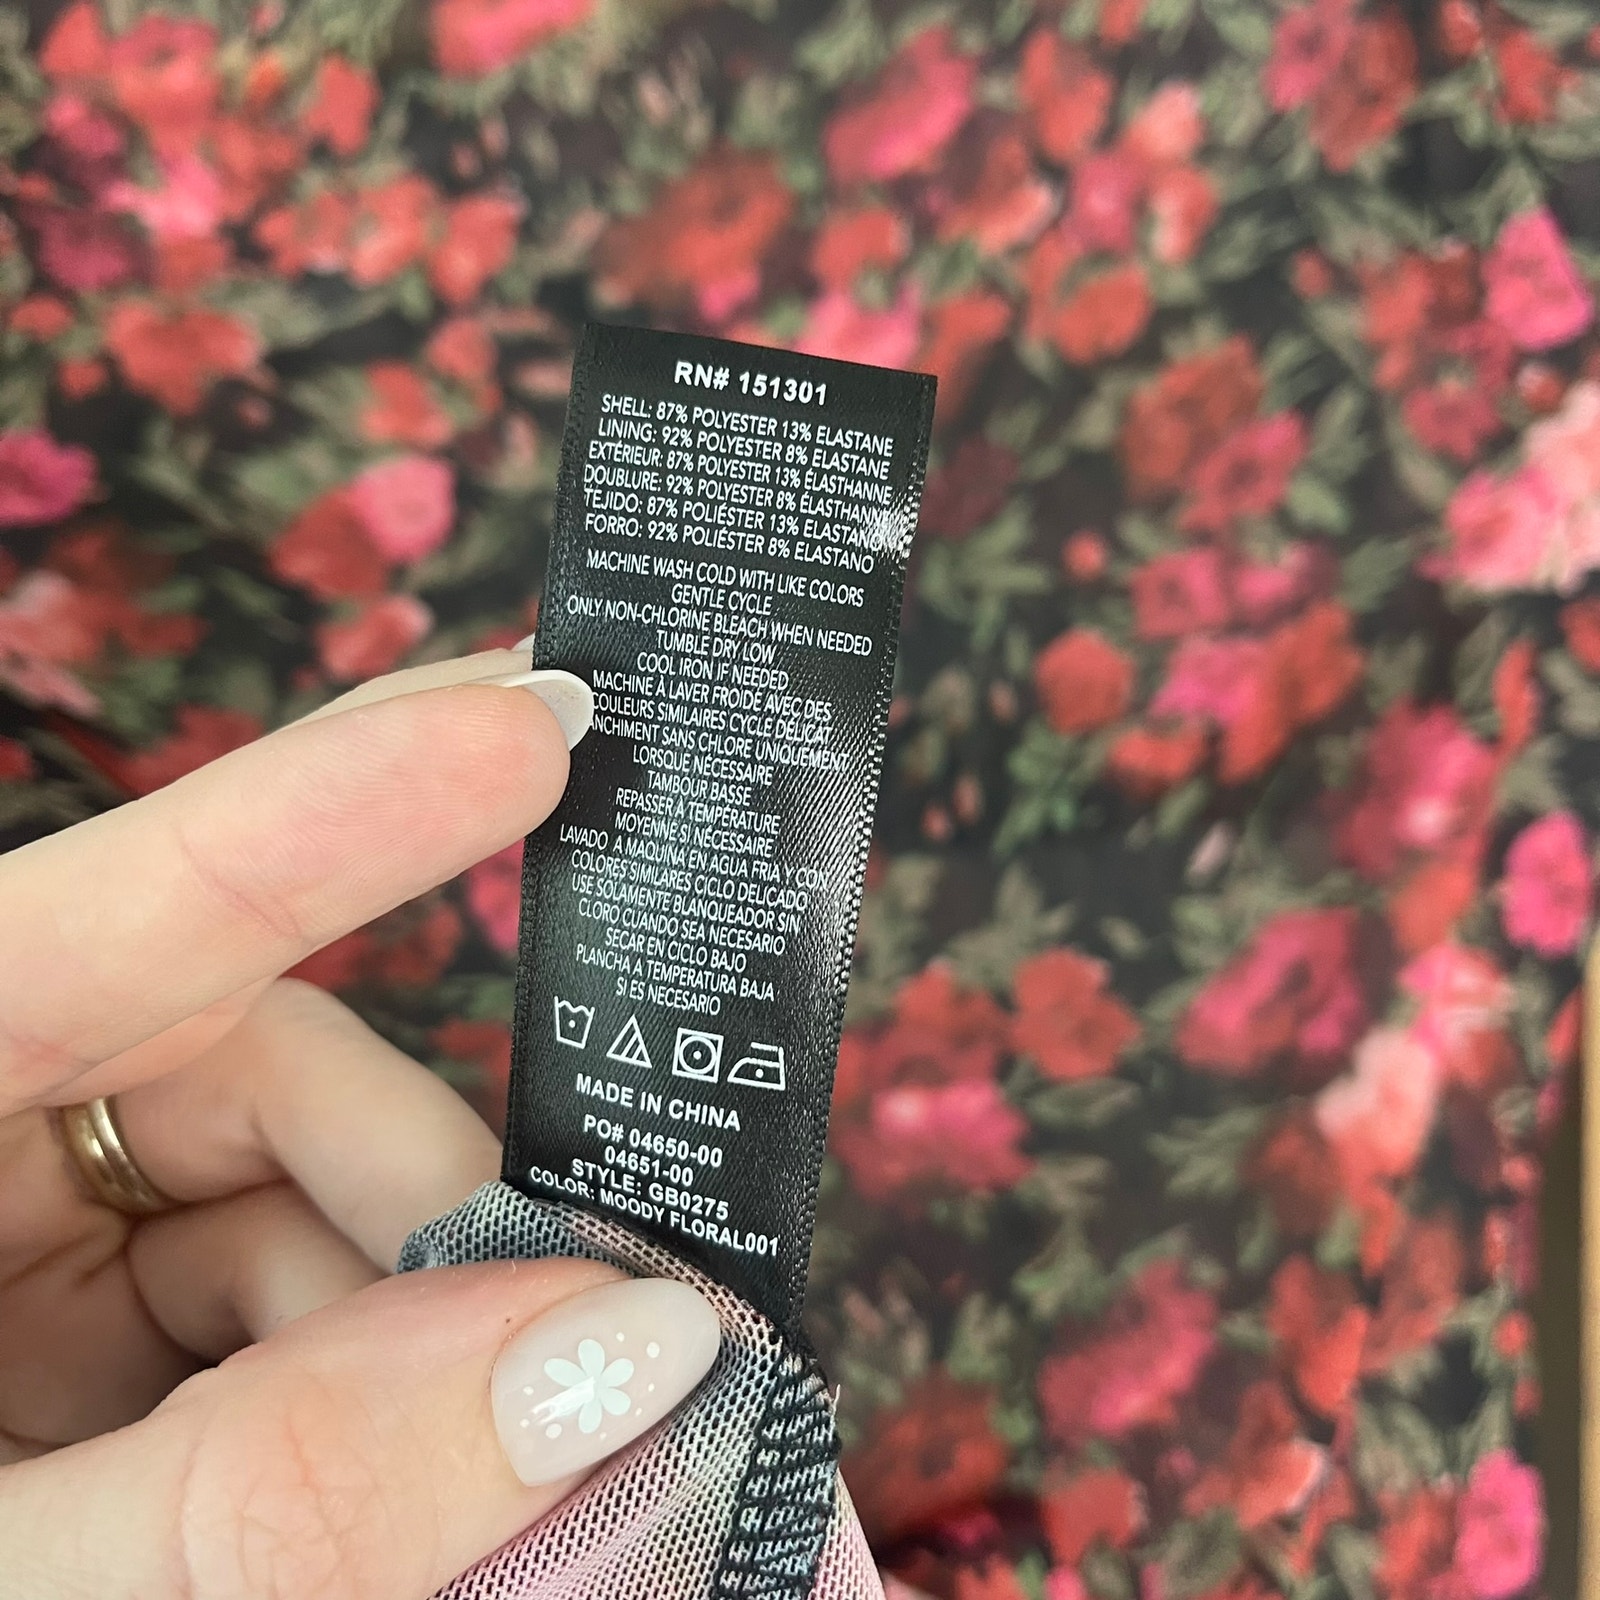 RN# 151301
SHELL: 87% POLYESTER 13% ELASTANE
LINING: 92% POLYESTER 8% ELASTANE
EXTÉRIEUR: 87% POLYESTER 13% ÉLASTHANNE
DOUBLURE: 92% POLYESTER 8% ÉLASTHANNE
TEJIDO: 87% POLIÉSTER 13% ELASTANO
FORRO: 92% POLIÉSTER 8% ELASTANO
MACHINE WASH COLD WITH LIKE COLORS
GENTLE CYCLE
ONLY NON-CHLORINE BLEACH WHEN NEEDED
TUMBLE DRY LOW
COOL IRON IF NEEDED
MACHINE À LAVER FROIDE AVEC DES
COULEURS SIMILAIRES CYCLE DÉLICAT
SANS CHLORE UNIQUEMENT
LORSQUE NÉCESSAIRE
TAMBOUR BASSE
REPASSER À TEMPÉRATURE
MOYENNE SI NÉCESSAIRE
LAVADO A MAQUINA EN AGUA FRIA Y CON
COLORES SIMILARES CICLO DELICADO
USE SOLAMENTE BLANQUEADOR SIN
CLORO CUANDO SEA NECESARIO
SECAR EN CICLO BAJO
PLANCHA A TEMPERATURA BAJA
SI ES NECESARIO
MADE IN CHINA
PO# 04650-00
04651-00
STYLE: GB0275
COLOR: MOODY FLORAL001